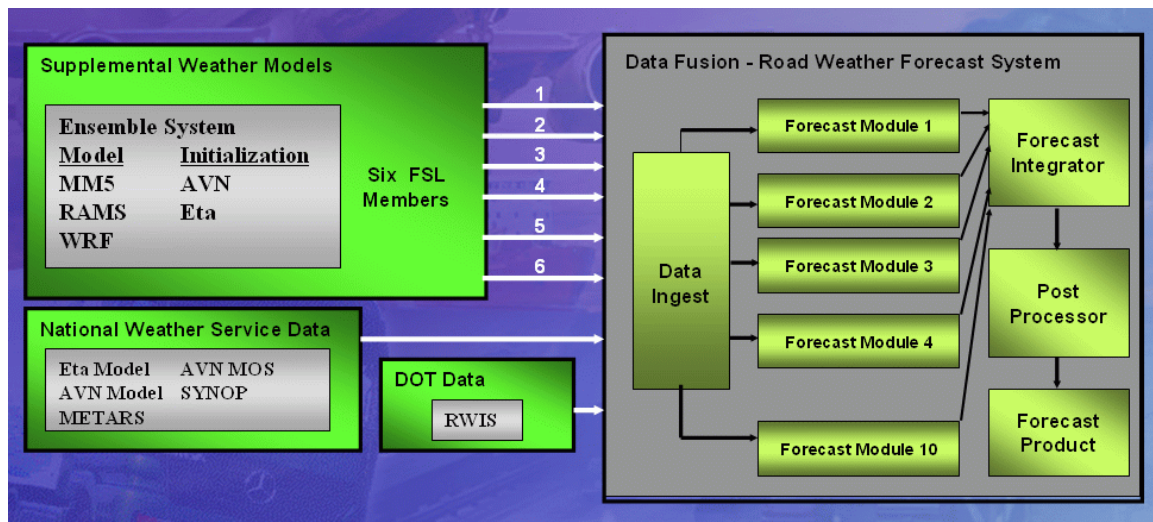 Supplemental Weather Models
Ensemble System
Model Initialization
MM5 AVN
RAMS Eta
WRF
Six FSL
Members
1
2
3
4
5
6
National Weather Service Data
Eta Model AVN MOS
AVN Model SYNOP
METARS
DOT Data
RWIS
Data Fusion - Road Weather Forecast System
Data
Ingest
Forecast Module 1
Forecast Module 2
Forecast Module 3
Forecast Module 4
Forecast Module 10
Forecast
Integrator
Post
Processor
Forecast
Product